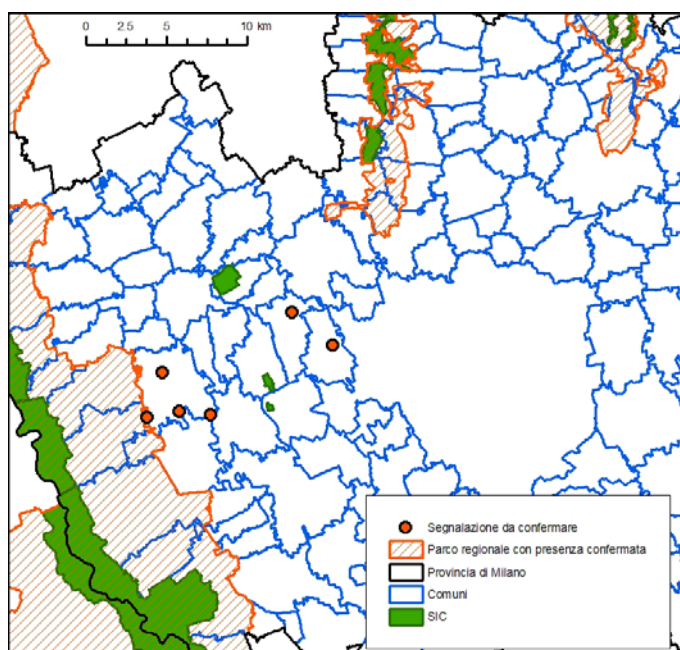 0 2.5 5 10 km
Segnalazione da confermare
Parco regionale con presenza confermata
Provincia di Milano
Comuni
SIC